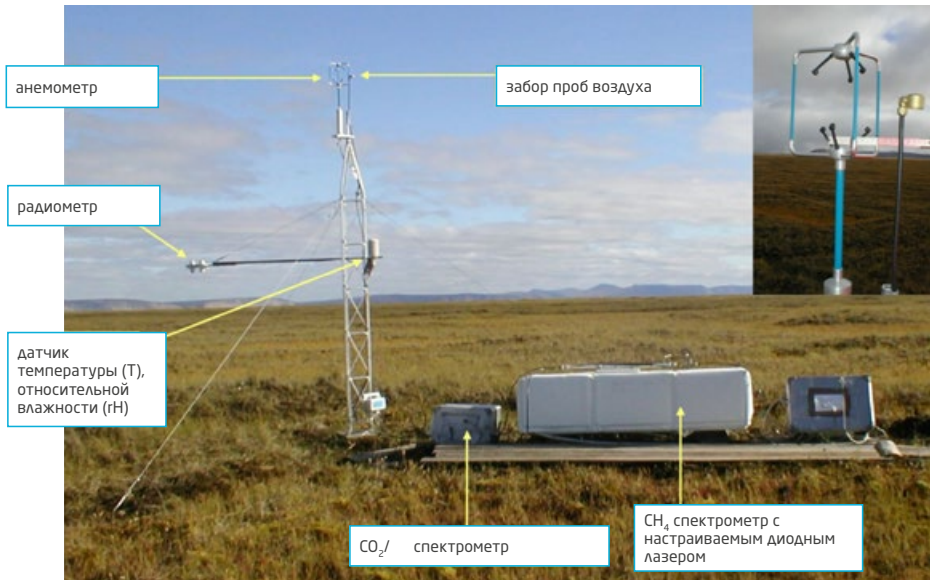 анемометр
забор проб воздуха
радиометр
датчик
температуры (T),
относительной
влажности (rH)
CO₂/ спектрометр
CH₄ спектрометр с
настраиваемым диодным
лазером